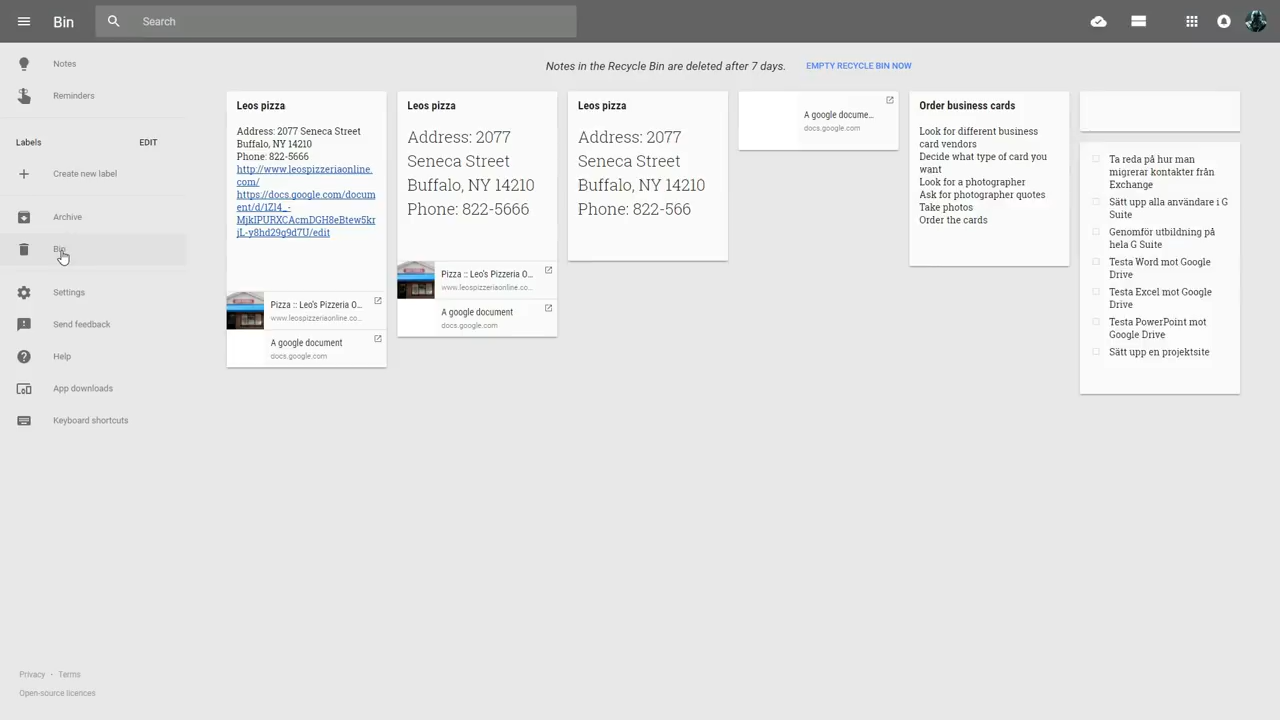 Bin
Search
Notes
Reminders
Labels
EDIT
Create new label
Archive
Bin
Settings
Send feedback
Help
App downloads
Keyboard shortcuts
Privacy · Terms
Open-source licences
Notes in the Recycle Bin are deleted after 7 days.
EMPTY RECYCLE BIN NOW
Leos pizza
Address: 2077 Seneca Street
Buffalo, NY 14210
Phone: 822-5666
http://www.leospizzeriaonline.
com/
https://docs.google.com/docum
ent/d/1Zl4_-
MjkIPURXCAcmDGH8eBtew5kr
jL-y8hd29g9d7U/edit
Pizza :: Leo's Pizzeria O...
www.leospizzeriaonline.co...
A google document
docs.google.com
Leos pizza
Address: 2077
Seneca Street
Buffalo, NY 14210
Phone: 822-5666
Pizza :: Leo's Pizzeria O...
www.leospizzeriaonline.co...
A google document
docs.google.com
Leos pizza
Address: 2077
Seneca Street
Buffalo, NY 14210
Phone: 822-566
A google docume...
docs.google.com
Order business cards
Look for different business
card vendors
Decide what type of card you
want
Look for a photographer
Ask for photographer quotes
Take photos
Order the cards
Ta reda på hur man
migrerar kontakter från
Exchange
Sätt upp alla användare i G
Suite
Genomför utbildning på
hela G Suite
Testa Word mot Google
Drive
Testa Excel mot Google
Drive
Testa PowerPoint mot
Google Drive
Sätt upp en projektsite